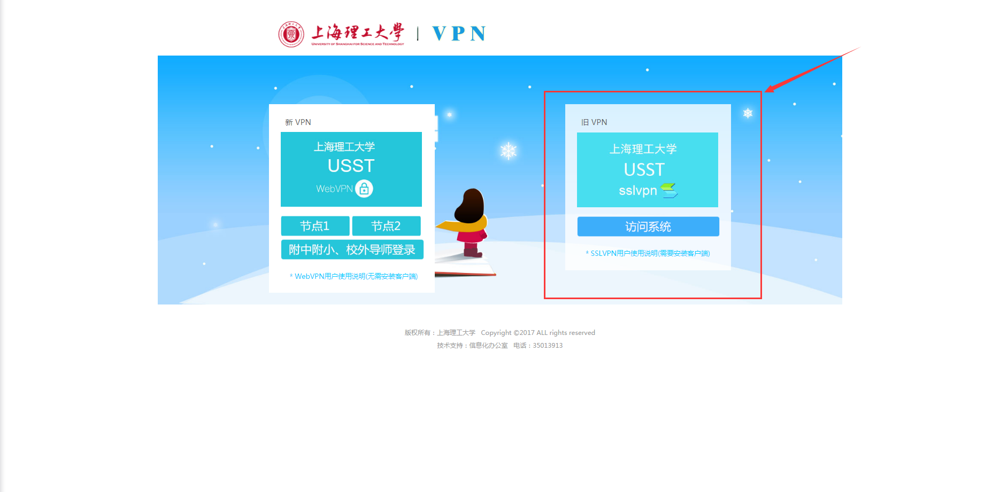 上海理工大学 | VPN
UNIVERSITY OF SHANGHAI FOR SCIENCE AND TECHNOLOGY
新 VPN
上海理工大学
USST
WebVPN
节点1 节点2
附中附小、校外导师登录
* WebVPN用户使用说明(无需安装客户端)
旧 VPN
上海理工大学
USST
sslvpn
访问系统
* SSLVPN用户使用说明(需要安装客户端)
版权所有：上海理工大学 Copyright ©2017 ALL rights reserved
技术支持：信息化办公室 电话：35013913